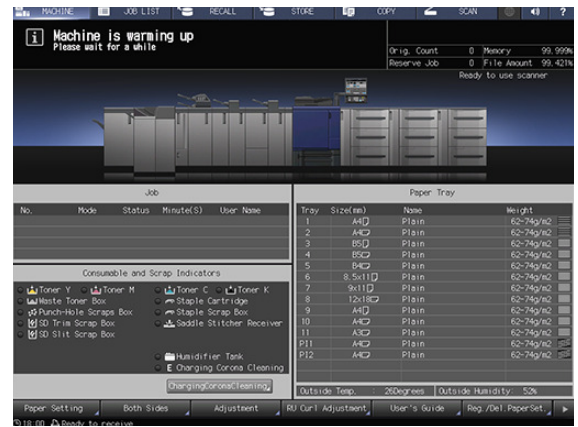 MACHINE JOB LIST RECALL STORE COPY SCAN ?
i Machine is warming up
Please wait for a while
Orig. Count 0 Memory 99.999%
Reserve Job 0 File Amount 99.421%
Ready to use scanner
Job
No. Mode Status Minute(S) User Name
Consumable and Scrap Indicators
Toner Y Toner M Toner C Toner K
Waste Toner Box Staple Cartridge
Punch-Hole Scraps Box Staple Scrap Box
SD Trim Scrap Box Saddle Stitcher Receiver
SD Slit Scrap Box
Humidifier Tank
E Charging Corona Cleaning
ChargingCoronaCleaning
Paper Tray
Tray Size(mm) Name Weight
1 A4 Plain 62-74g/m2
2 A4 Plain 62-74g/m2
3 B5 Plain 62-74g/m2
4 B5 Plain 62-74g/m2
5 B4 Plain 62-74g/m2
6 8.5x11 Plain 62-74g/m2
7 9x11 Plain 62-74g/m2
8 12x18 Plain 62-74g/m2
9 A4 Plain 62-74g/m2
10 A4 Plain 62-74g/m2
11 A3 Plain 62-74g/m2
PI1 A4 Plain 62-74g/m2
PI2 A4 Plain 62-74g/m2
Outside Temp. : 26Degrees Outside Humidity: 52%
Paper Setting Both Sides Adjustment RU Curl Adjustment User's Guide Reg./Del.PaperSet.
18:00 Ready to receive